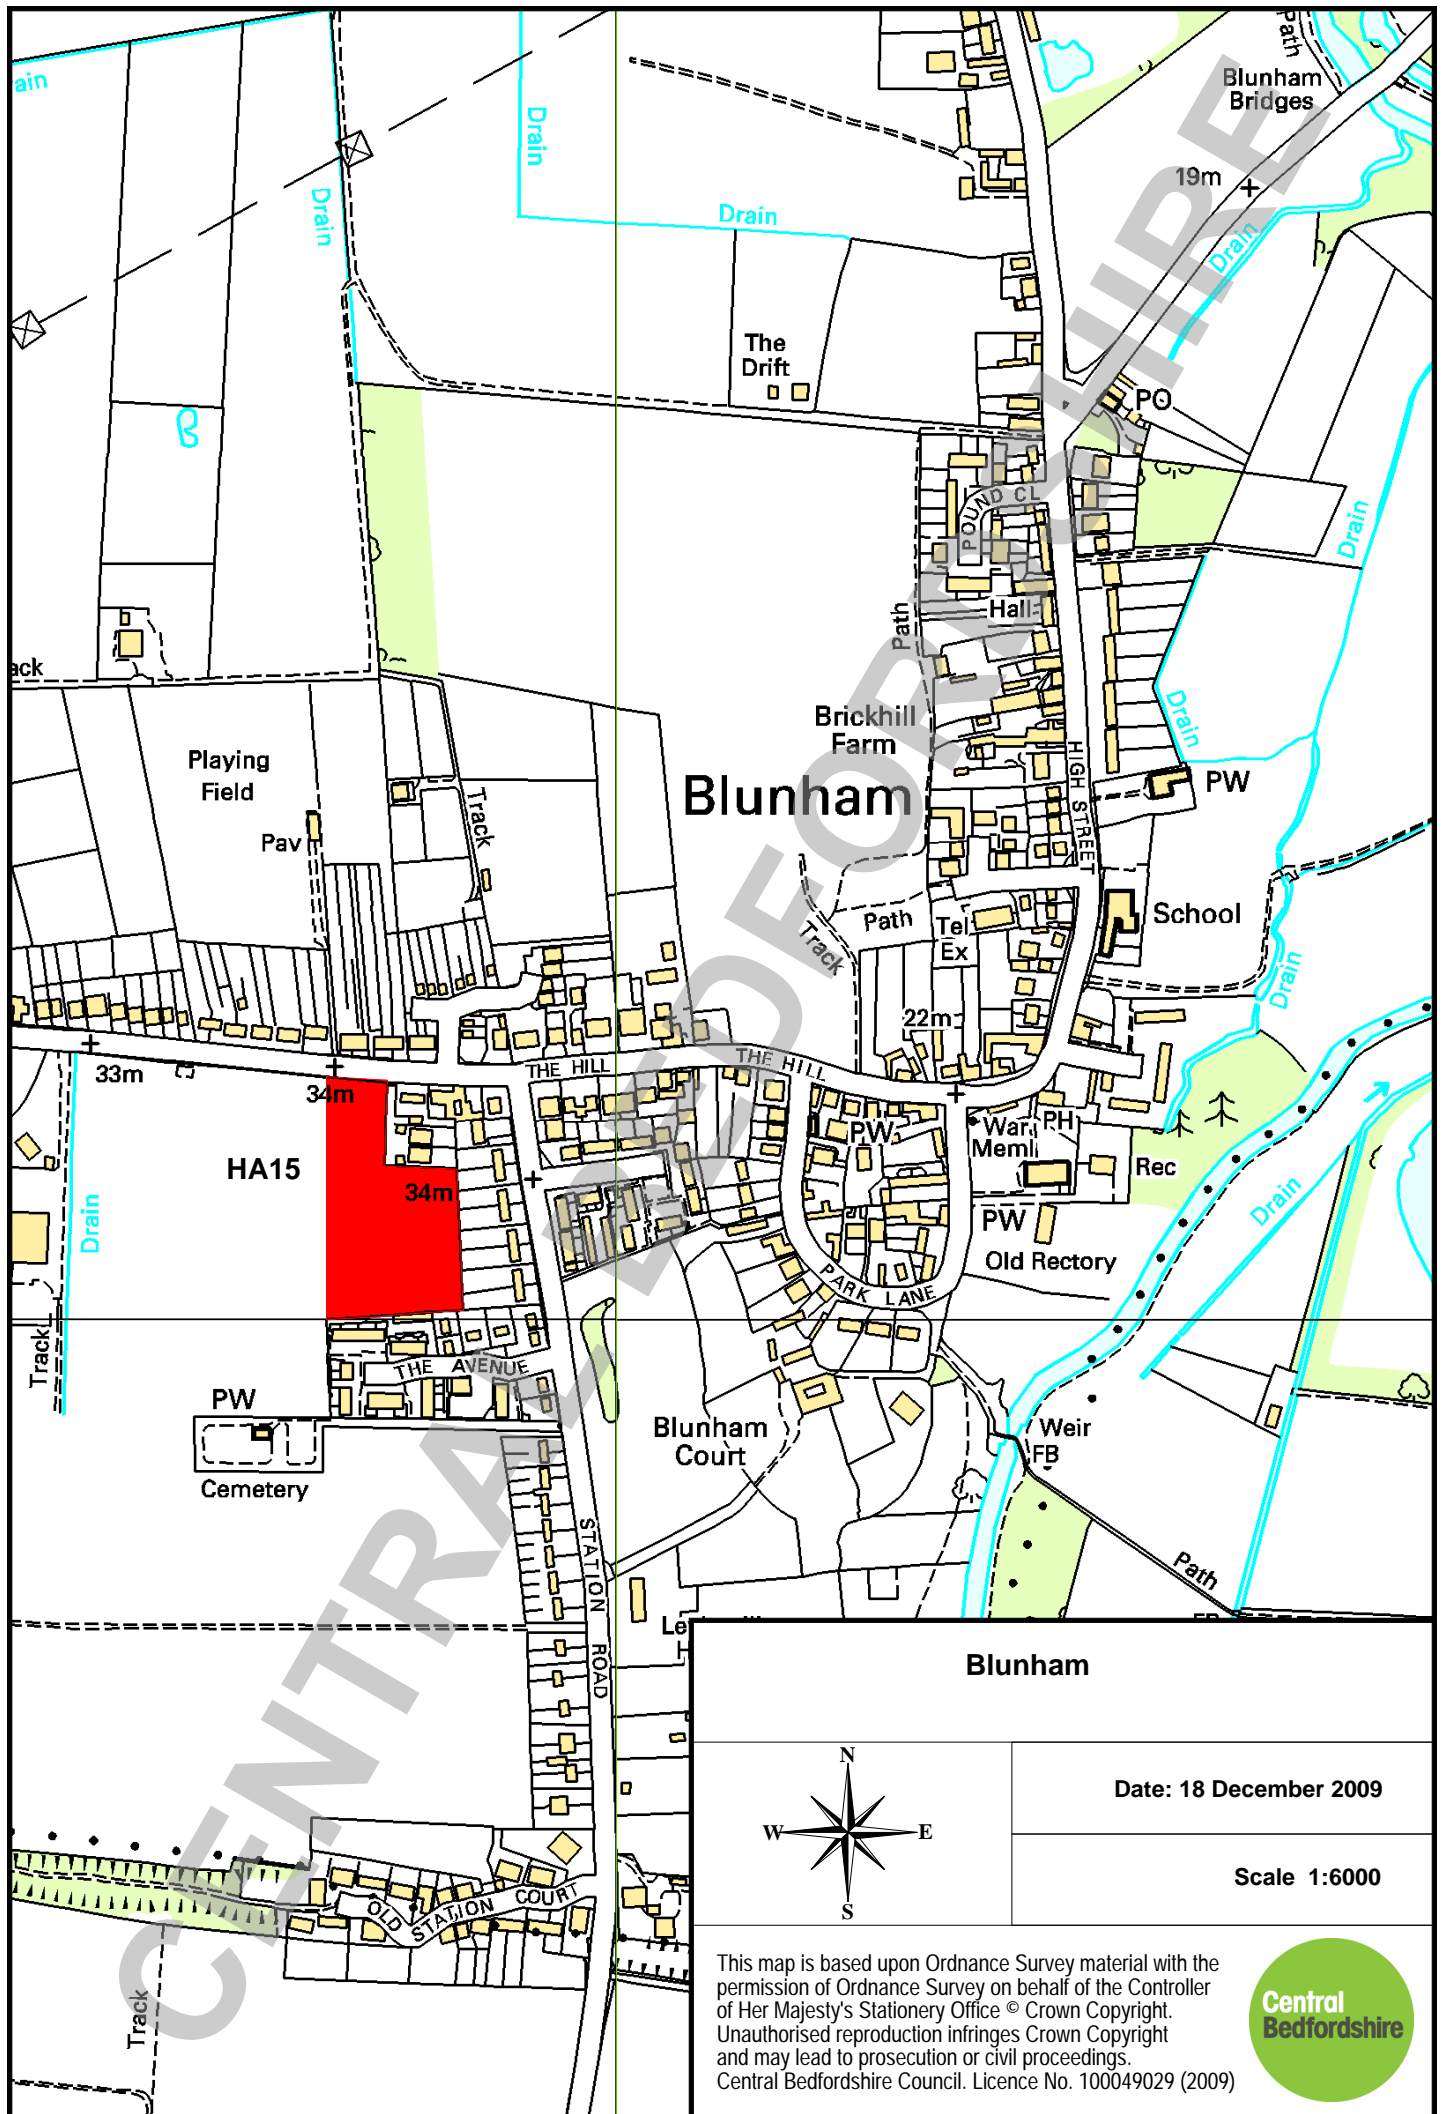 Path
Blunham
Bridges
ain
Drain
19m
Drain
Drain
Drain
The
Drift
PO
POUND CL
Drain
Hall
Path
ack
Brickhill
Farm
Drain
Playing
Field
HIGH STREET
PW
Blunham
Track
Pav
School
Path
Tel
Ex
Track
Drain
22m
THE HILL
THE HILL
33m
34m
PW
War
Meml
PH
Rec
HA15
34m
Drain
Drain
PW
Old Rectory
PARK LANE
Track
THE AVENUE
PW
Blunham
Court
Weir
FB
Cemetery
STATION ROAD
Path
CENTRAL BEDFORDSHIRE
OLD STATION COURT
Track
Blunham
N
W
E
S
Date: 18 December 2009
Scale 1:6000
This map is based upon Ordnance Survey material with the
permission of Ordnance Survey on behalf of the Controller
of Her Majesty's Stationery Office © Crown Copyright.
Unauthorised reproduction infringes Crown Copyright
and may lead to prosecution or civil proceedings.
Central Bedfordshire Council. Licence No. 100049029 (2009)
Central
Bedfordshire